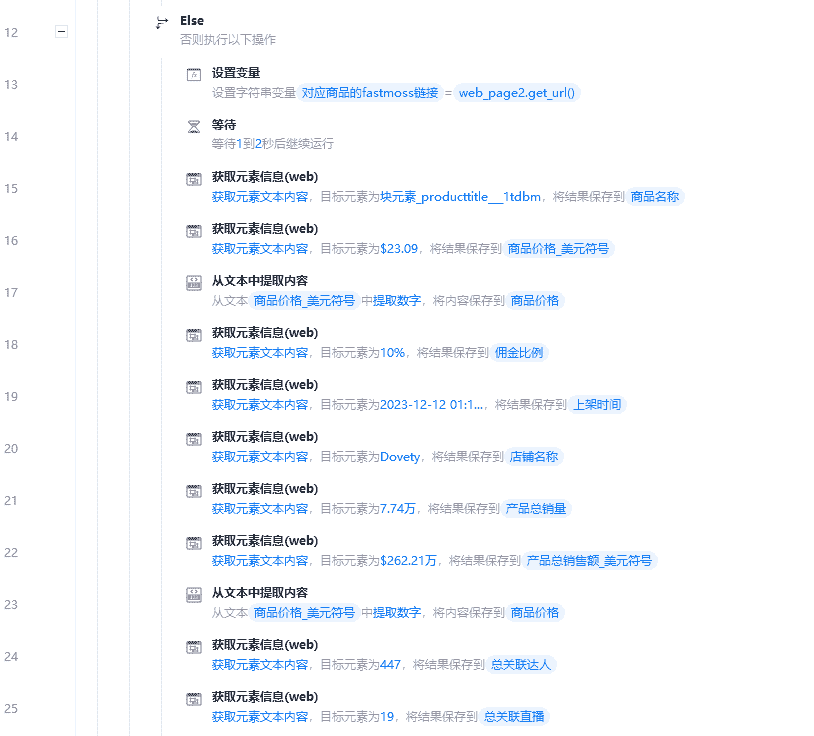 12
Else
否则执行以下操作
13
设置变量
设置字符串变量 对应商品的fastmoss链接 = web_page2.get_url()
14
等待
等待1到2秒后继续运行
15
获取元素信息(web)
获取元素文本内容，目标元素为块元素_producttitle___1tdbm，将结果保存到 商品名称
16
获取元素信息(web)
获取元素文本内容，目标元素为$23.09，将结果保存到 商品价格_美元符号
17
从文本中提取内容
从文本 商品价格_美元符号 中提取数字，将内容保存到 商品价格
18
获取元素信息(web)
获取元素文本内容，目标元素为10%，将结果保存到 佣金比例
19
获取元素信息(web)
获取元素文本内容，目标元素为2023-12-12 01:1...，将结果保存到 上架时间
20
获取元素信息(web)
获取元素文本内容，目标元素为Dovety，将结果保存到 店铺名称
21
获取元素信息(web)
获取元素文本内容，目标元素为7.74万，将结果保存到 产品总销量
22
获取元素信息(web)
获取元素文本内容，目标元素为$262.21万，将结果保存到 产品总销售额_美元符号
23
从文本中提取内容
从文本 商品价格_美元符号 中提取数字，将内容保存到 商品价格
24
获取元素信息(web)
获取元素文本内容，目标元素为447，将结果保存到 总关联达人
25
获取元素信息(web)
获取元素文本内容，目标元素为19，将结果保存到 总关联直播